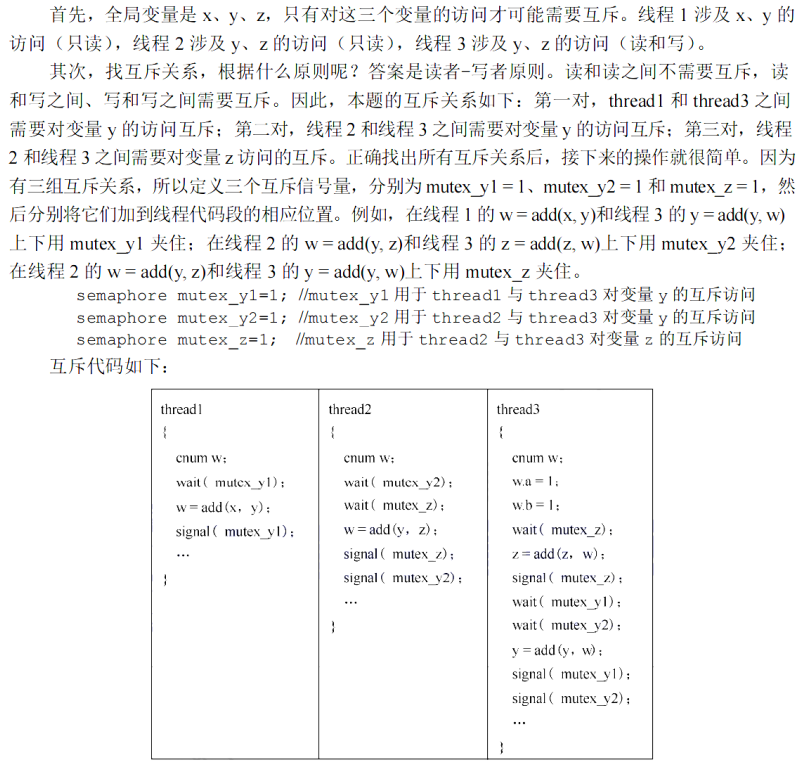 首先，全局变量是 x、y、z，只有对这三个变量的访问才可能需要互斥。线程 1 涉及 x、y 的
访问（只读），线程 2 涉及 y、z 的访问（只读），线程 3 涉及 y、z 的访问（读和写）。
其次，找互斥关系，根据什么原则呢？答案是读者-写者原则。读和读之间不需要互斥，读
和写之间、写和写之间需要互斥。因此，本题的互斥关系如下：第一对，thread1 和 thread3 之间
需要对变量 y 的访问互斥；第二对，线程 2 和线程 3 之间需要对变量 y 的访问互斥；第三对，线程
2 和线程 3 之间需要对变量 z 访问的互斥。正确找出所有互斥关系后，接下来的操作就很简单。因为
有三组互斥关系，所以定义三个互斥信号量，分别为 mutex_y1 = 1、mutex_y2 = 1 和 mutex_z = 1，然
后分别将它们加到线程代码段的相应位置。例如，在线程 1 的 w = add(x, y)和线程 3 的 y = add(y, w)
上下用 mutex_y1 夹住；在线程 2 的 w = add(y, z)和线程 3 的 z = add(z, w)上下用 mutex_y2 夹住；
在线程 2 的 w = add(y, z)和线程 3 的 y = add(y, w)上下用 mutex_z 夹住。
semaphore mutex_y1=1; //mutex_y1 用于 thread1 与 thread3 对变量 y 的互斥访问
semaphore mutex_y2=1; //mutex_y2 用于 thread2 与 thread3 对变量 y 的互斥访问
semaphore mutex_z=1; //mutex_z 用于 thread2 与 thread3 对变量 z 的互斥访问
互斥代码如下：
thread1
{
cnum w;
wait( mutex_y1);
w = add(x, y);
signal( mutex_y1);
…
}
thread2
{
cnum w;
wait( mutex_y2);
wait( mutex_z);
w = add(y, z);
signal( mutex_z);
signal( mutex_y2);
…
}
thread3
{
cnum w;
w.a = 1;
w.b = 1;
wait( mutex_z);
z = add(z, w);
signal( mutex_z);
wait( mutex_y1);
wait( mutex_y2);
y = add(y, w);
signal( mutex_y1);
signal( mutex_y2);
…
}